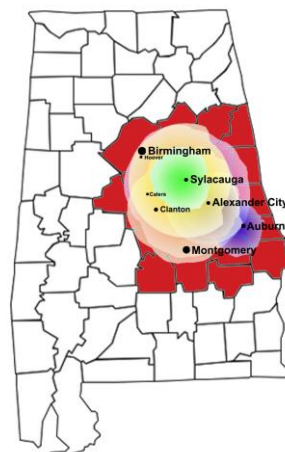 Birmingham
Hoover
Sylacauga
Calera
Alexander City
Clanton
Auburn
Montgomery